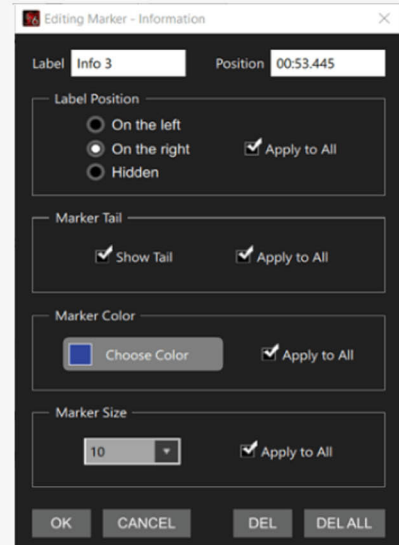 Editing Marker - Information
Label Info 3 Position 00:53.445
Label Position
On the left
On the right Apply to All
Hidden
Marker Tail
Show Tail Apply to All
Marker Color
Choose Color Apply to All
Marker Size
10 Apply to All
OK CANCEL DEL DEL ALL